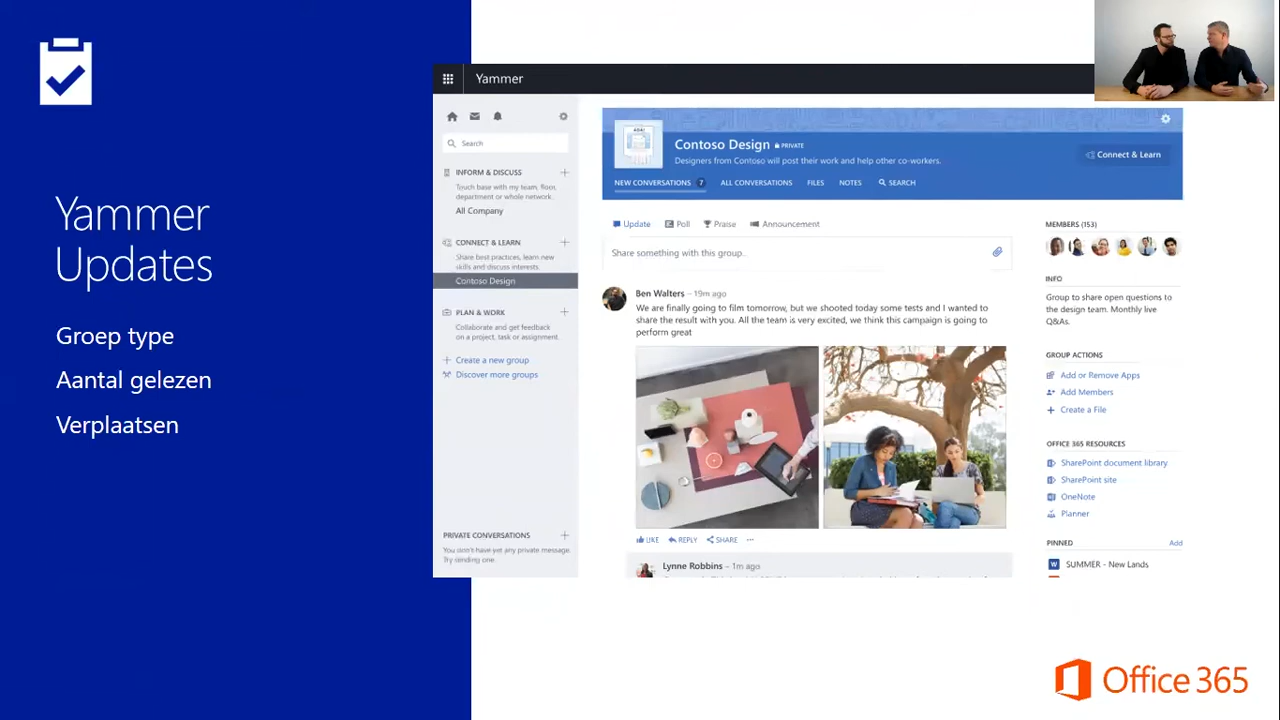 Yammer
Updates
Groep type
Aantal gelezen
Verplaatsen
Yammer
Search
INFORM & DISCUSS
Touch base with my team, floor,
department or whole network.
All Company
CONNECT & LEARN
Share best practices, learn new
skills and discuss interests.
Contoso Design
PLAN & WORK
Collaborate and get feedback
on a project, task or assignment.
Create a new group
Discover more groups
PRIVATE CONVERSATIONS
You don't have yet any private message.
Try sending one.
Contoso Design PRIVATE
Designers from Contoso will post their work and help other co-workers.
Connect & Learn
NEW CONVERSATIONS 7 ALL CONVERSATIONS FILES NOTES SEARCH
Update Poll Praise Announcement
Share something with this group..
Ben Walters – 19m ago
We are finally going to film tomorrow, but we shooted today some tests and I wanted to
share the result with you. All the team is very excited, we think this campaign is going to
perform great
LIKE REPLY SHARE
Lynne Robbins – 1m ago
MEMBERS (153)
INFO
Group to share open questions to
the design team. Monthly live
Q&As.
GROUP ACTIONS
Add or Remove Apps
Add Members
Create a File
OFFICE 365 RESOURCES
SharePoint document library
SharePoint site
OneNote
Planner
PINNED Add
SUMMER - New Lands
Office 365